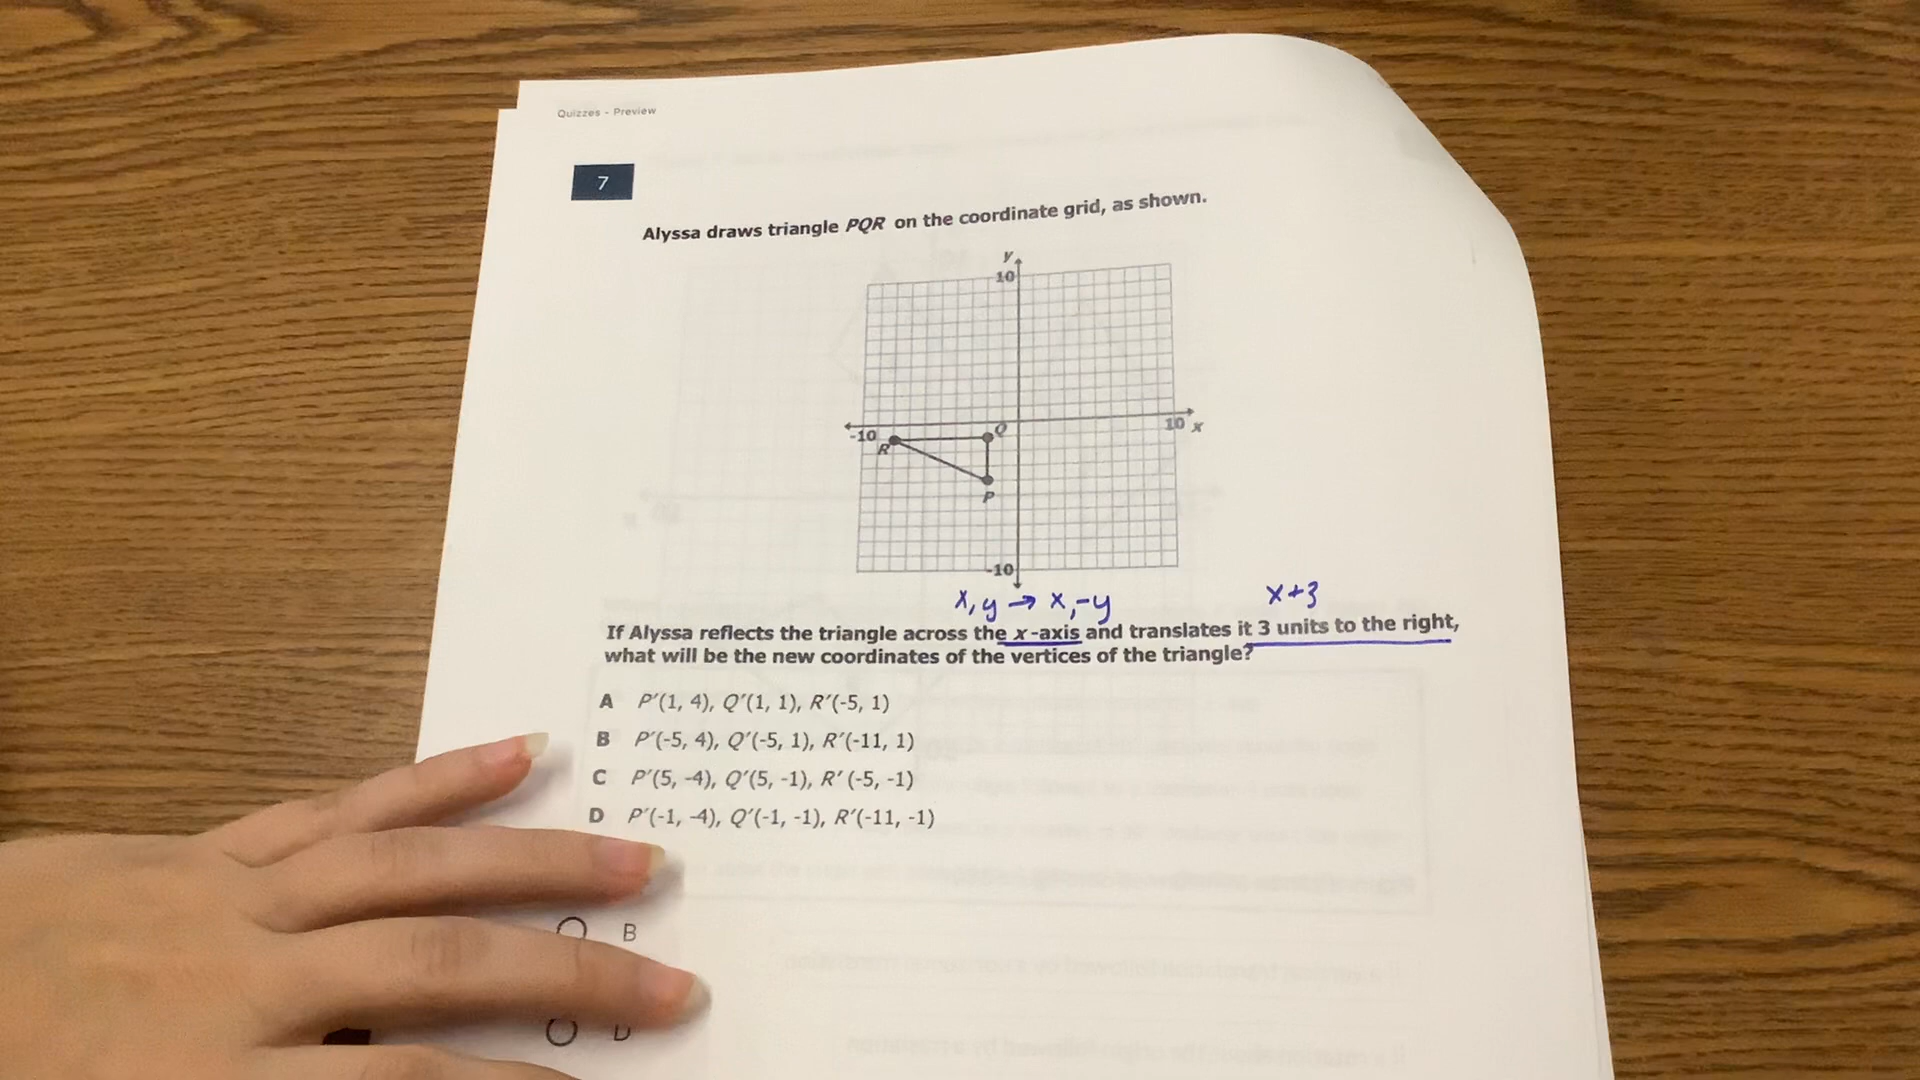 Quizzes - Preview
7
Alyssa draws triangle PQR on the coordinate grid, as shown.
y
10
-10
R
Q
10 x
P
-10
x, y → x, -y
x+3
If Alyssa reflects the triangle across the x-axis and translates it 3 units to the right,
what will be the new coordinates of the vertices of the triangle?
A P′(1, 4), Q′(1, 1), R′(-5, 1)
B P′(-5, 4), Q′(-5, 1), R′(-11, 1)
C P′(5, -4), Q′(5, -1), R′ (-5, -1)
D P′(-1, -4), Q′(-1, -1), R′(-11, -1)
B
D